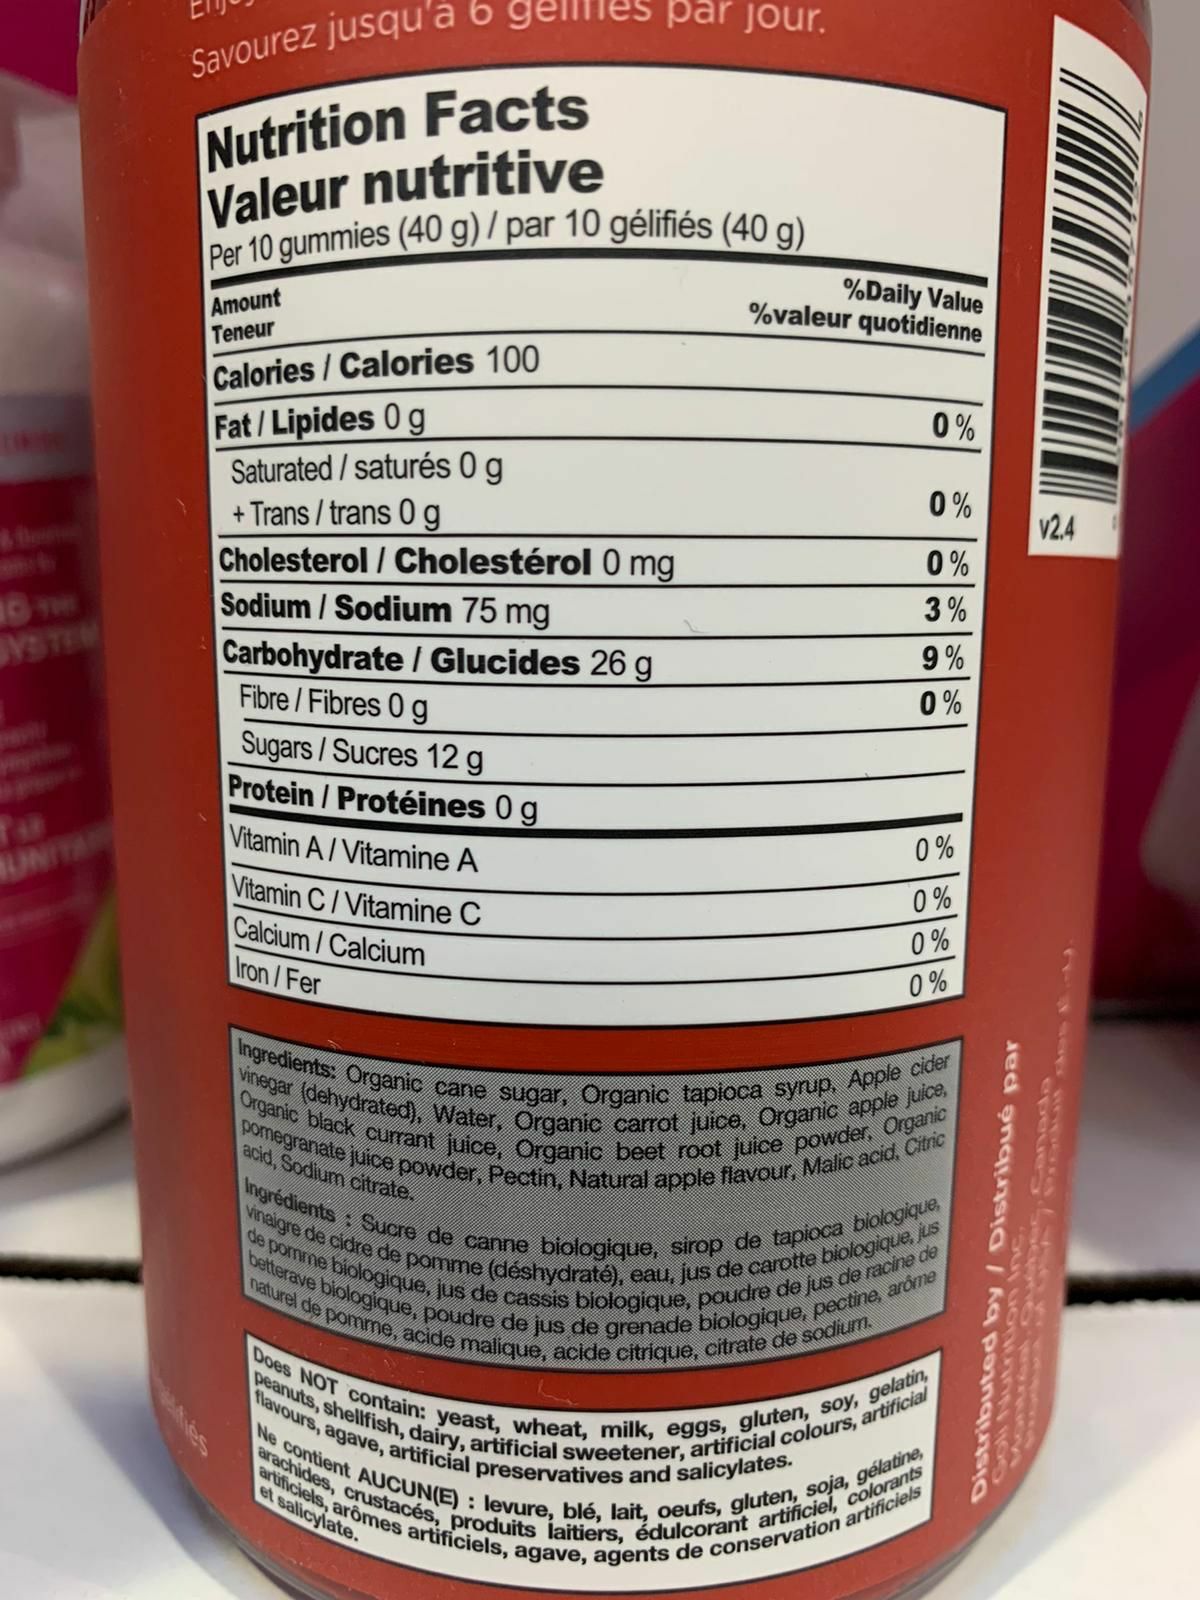 Savourez jusqu'à 6 gélifiés par jour.
Nutrition Facts
Valeur nutritive
Per 10 gummies (40 g) / par 10 gélifiés (40 g)
Amount
Teneur
%Daily Value
%valeur quotidienne
Calories / Calories 100
Fat / Lipides 0 g 0 %
Saturated / saturés 0 g
+ Trans / trans 0 g 0 %
Cholesterol / Cholestérol 0 mg 0 %
Sodium / Sodium 75 mg 3 %
Carbohydrate / Glucides 26 g 9 %
Fibre / Fibres 0 g 0 %
Sugars / Sucres 12 g
Protein / Protéines 0 g
Vitamin A / Vitamine A 0 %
Vitamin C / Vitamine C 0 %
Calcium / Calcium 0 %
Iron / Fer 0 %
Ingredients: Organic cane sugar, Organic tapioca syrup, Apple cider
vinegar (dehydrated), Water, Organic carrot juice, Organic apple juice,
Organic black currant juice, Organic beet root juice powder, Organic
pomegranate juice powder, Pectin, Natural apple flavour, Malic acid, Citric
acid, Sodium citrate.
Ingrédients : Sucre de canne biologique, sirop de tapioca biologique,
vinaigre de cidre de pomme (déshydraté), eau, jus de carotte biologique, jus
de pomme biologique, jus de cassis biologique, poudre de jus de racine de
betterave biologique, poudre de jus de grenade biologique, pectine, arôme
naturel de pomme, acide malique, acide citrique, citrate de sodium.
Does NOT contain: yeast, wheat, milk, eggs, gluten, soy, gelatin,
peanuts, shellfish, dairy, artificial sweetener, artificial colours, artificial
flavours, agave, artificial preservatives and salicylates.
Ne contient AUCUN(E) : levure, blé, lait, oeufs, gluten, soja, gélatine,
arachides, crustacés, produits laitiers, édulcorant artificiel, colorants
artificiels, arômes artificiels, agave, agents de conservation artificiels
et salicylate.
v2.4
Distributed by / Distribué par
Goli Nutrition Inc.
Montreal, Quebec, Canada